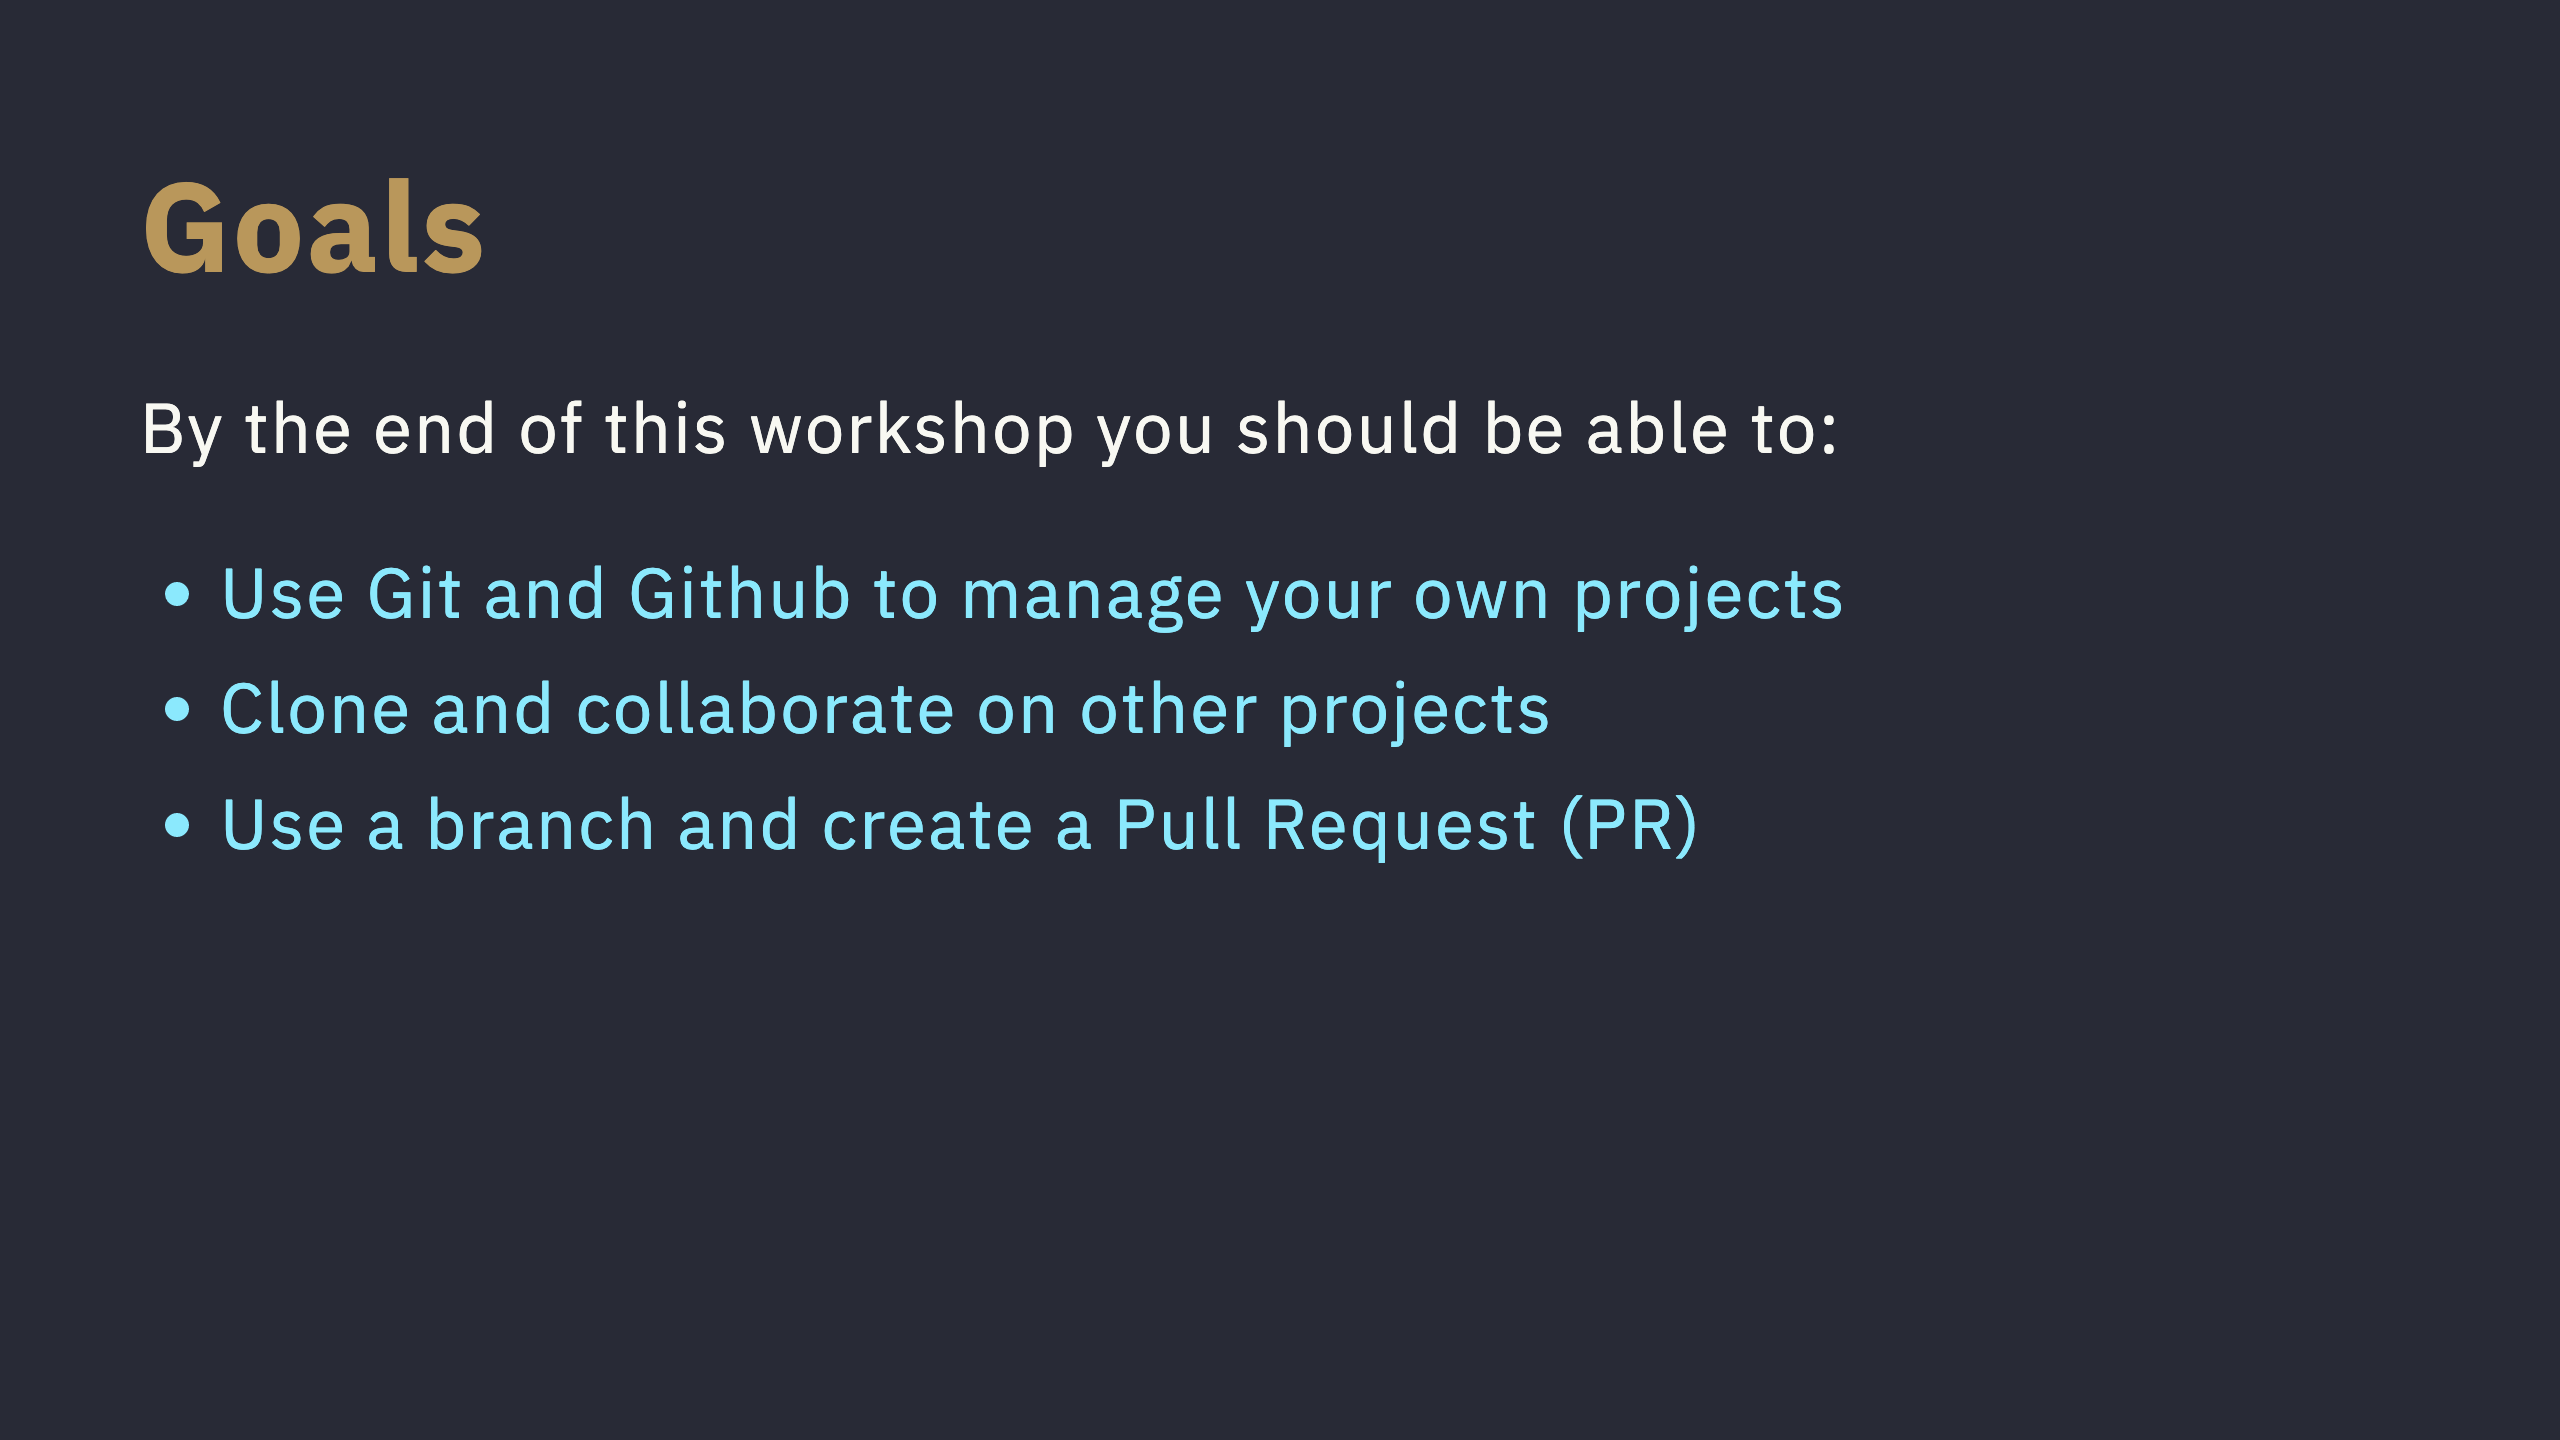 Goals
By the end of this workshop you should be able to:
• Use Git and Github to manage your own projects
• Clone and collaborate on other projects
• Use a branch and create a Pull Request (PR)